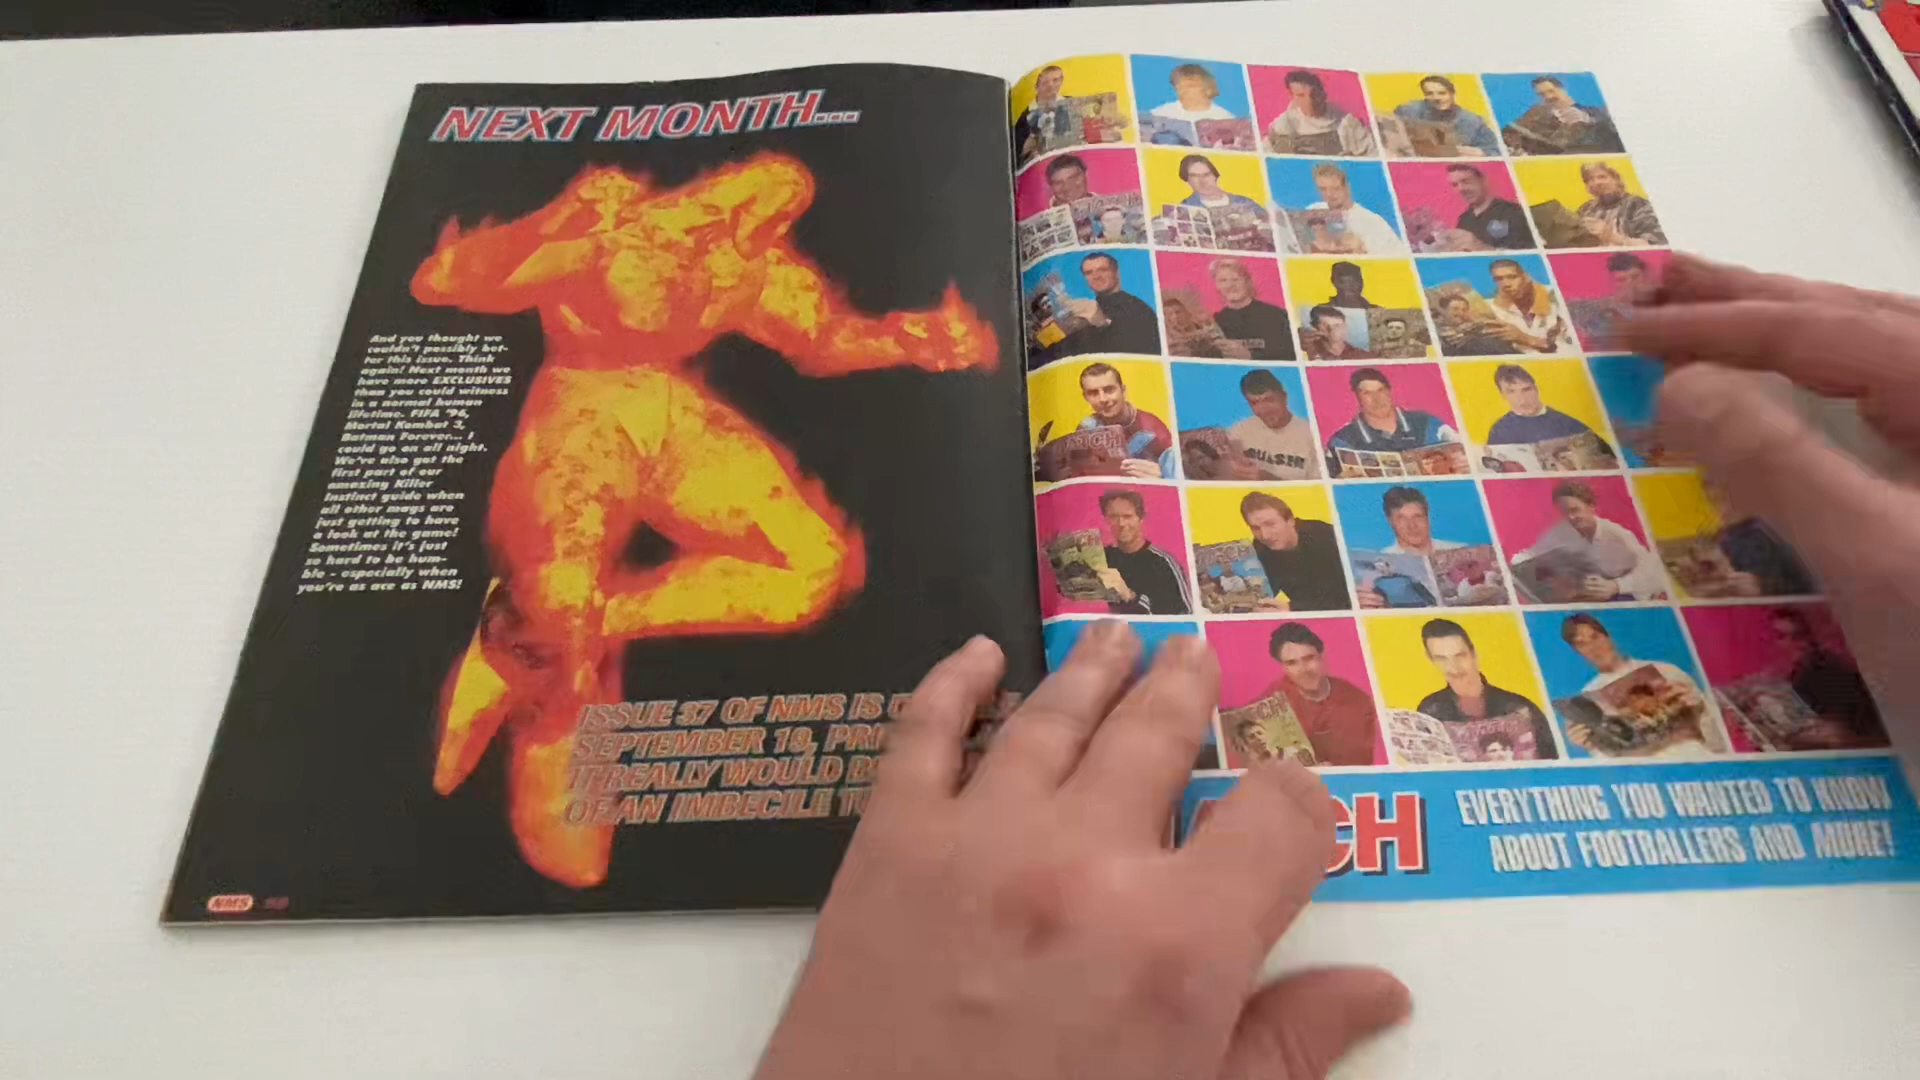 NEXT MONTH...
And you thought we
couldn't possibly bet-
ter this issue. Think
again! Next month we
have more EXCLUSIVES
than you could witness
in a normal human
lifetime. FIFA '96,
Mortal Kombat 3,
Batman Forever... I
could go on all night.
We've also got the
first part of our
amazing Killer
Instinct guide when
all other mags are
just getting to have
a look at the game!
Sometimes it's just
so hard to be hum-
ble - especially when
you're as ace as NMS!
ISSUE 37 OF NMS IS
SEPTEMBER 19, PRI
IT REALLY WOULD B
OF AN IMBECILE TO
NMS
CH
EVERYTHING YOU WANTED TO KNOW
ABOUT FOOTBALLERS AND MORE!